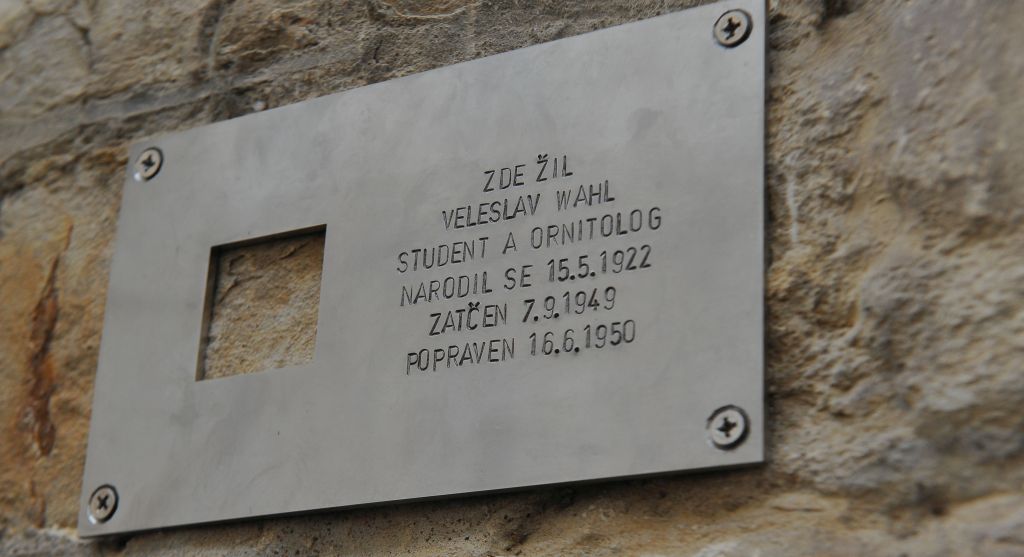 ZDE ŽIL
VELESLAV WAHL
STUDENT A ORNITOLOG
NARODIL SE 15.5.1922
ZATČEN 7.9.1949
POPRAVEN 16.6.1950